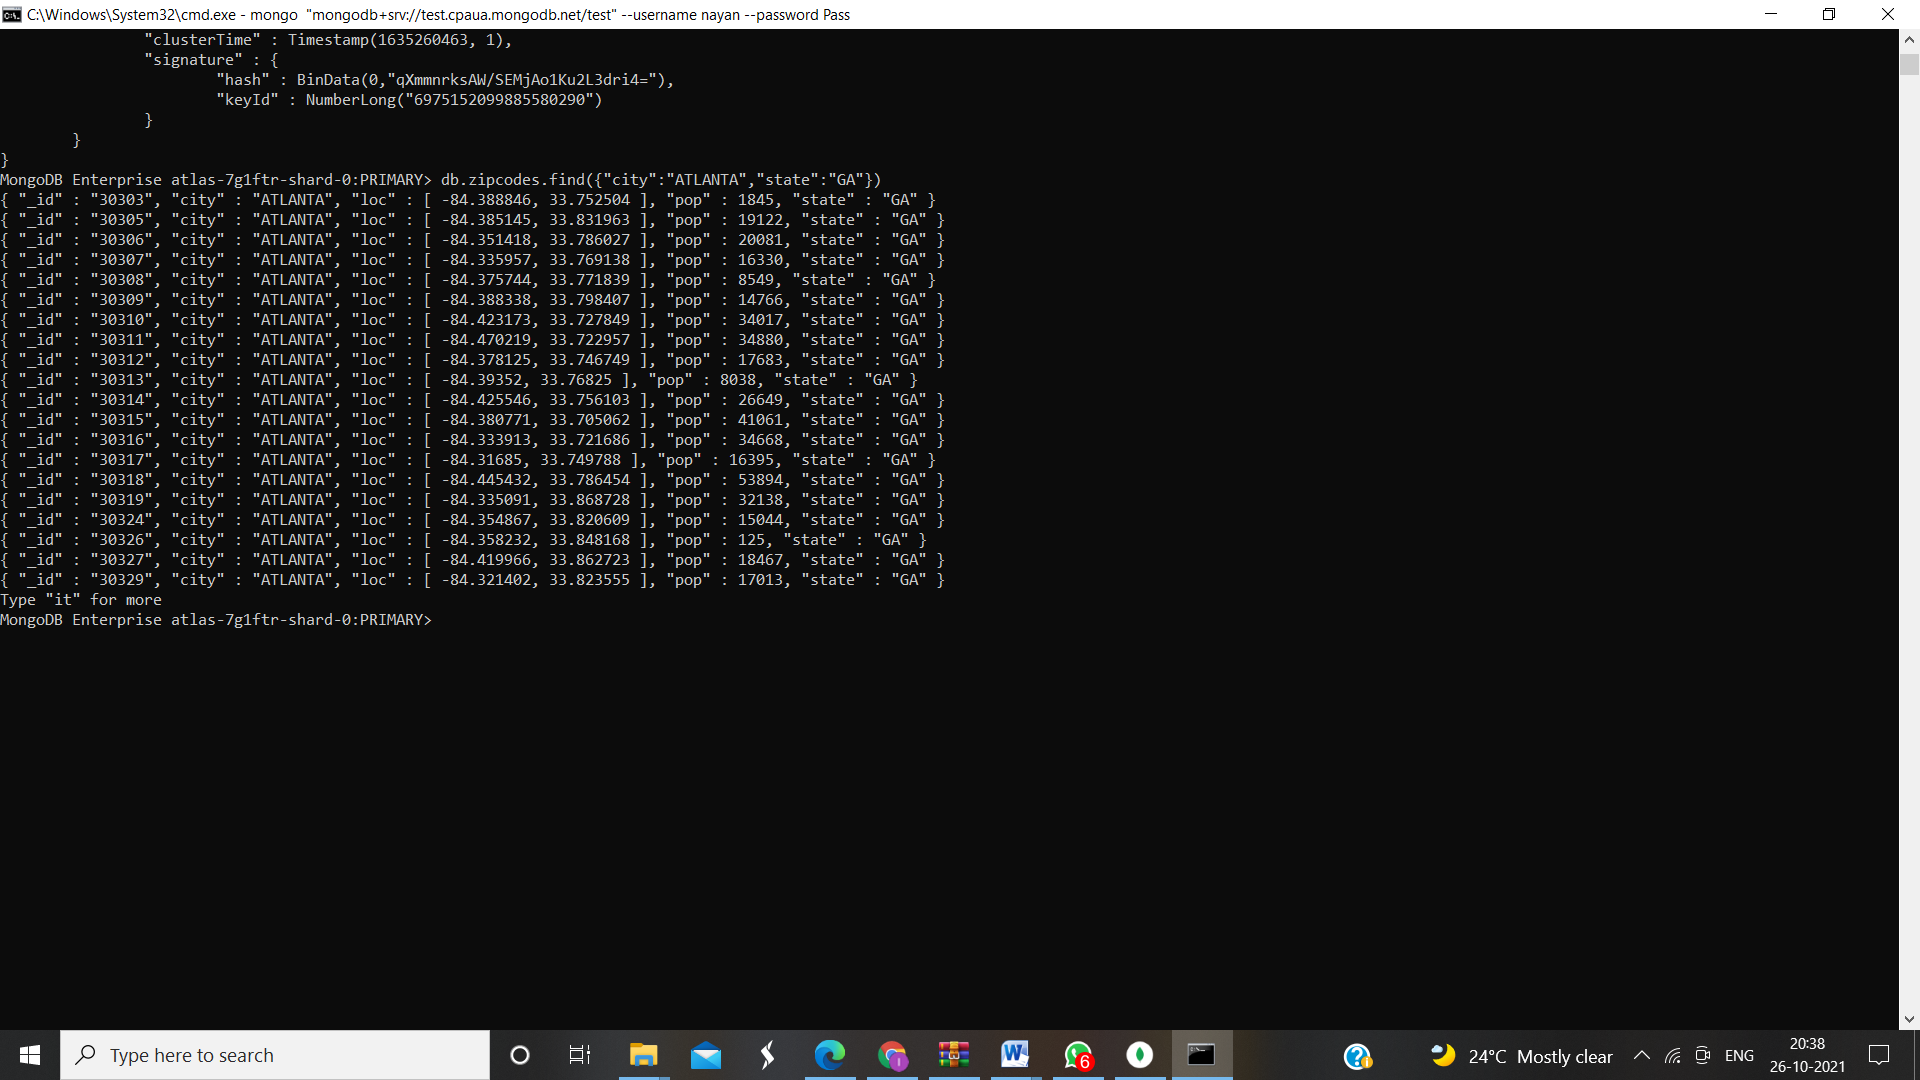 C:\Windows\System32\cmd.exe - mongo  "mongodb+srv://test.cpaua.mongodb.net/test" --username nayan --password Pass
"clusterTime" : Timestamp(1635260463, 1),
"signature" : {
"hash" : BinData(0,"qXmmnrksAW/SEMjAo1Ku2L3dri4="),
"keyId" : NumberLong("6975152099885580290")
}
}
}
MongoDB Enterprise atlas-7g1ftr-shard-0:PRIMARY> db.zipcodes.find({"city":"ATLANTA","state":"GA"})
{ "_id" : "30303", "city" : "ATLANTA", "loc" : [ -84.388846, 33.752504 ], "pop" : 1845, "state" : "GA" }
{ "_id" : "30305", "city" : "ATLANTA", "loc" : [ -84.385145, 33.831963 ], "pop" : 19122, "state" : "GA" }
{ "_id" : "30306", "city" : "ATLANTA", "loc" : [ -84.351418, 33.786027 ], "pop" : 20081, "state" : "GA" }
{ "_id" : "30307", "city" : "ATLANTA", "loc" : [ -84.335957, 33.769138 ], "pop" : 16330, "state" : "GA" }
{ "_id" : "30308", "city" : "ATLANTA", "loc" : [ -84.375744, 33.771839 ], "pop" : 8549, "state" : "GA" }
{ "_id" : "30309", "city" : "ATLANTA", "loc" : [ -84.388338, 33.798407 ], "pop" : 14766, "state" : "GA" }
{ "_id" : "30310", "city" : "ATLANTA", "loc" : [ -84.423173, 33.727849 ], "pop" : 34017, "state" : "GA" }
{ "_id" : "30311", "city" : "ATLANTA", "loc" : [ -84.470219, 33.722957 ], "pop" : 34880, "state" : "GA" }
{ "_id" : "30312", "city" : "ATLANTA", "loc" : [ -84.378125, 33.746749 ], "pop" : 17683, "state" : "GA" }
{ "_id" : "30313", "city" : "ATLANTA", "loc" : [ -84.39352, 33.76825 ], "pop" : 8038, "state" : "GA" }
{ "_id" : "30314", "city" : "ATLANTA", "loc" : [ -84.425546, 33.756103 ], "pop" : 26649, "state" : "GA" }
{ "_id" : "30315", "city" : "ATLANTA", "loc" : [ -84.380771, 33.705062 ], "pop" : 41061, "state" : "GA" }
{ "_id" : "30316", "city" : "ATLANTA", "loc" : [ -84.333913, 33.721686 ], "pop" : 34668, "state" : "GA" }
{ "_id" : "30317", "city" : "ATLANTA", "loc" : [ -84.31685, 33.749788 ], "pop" : 16395, "state" : "GA" }
{ "_id" : "30318", "city" : "ATLANTA", "loc" : [ -84.445432, 33.786454 ], "pop" : 53894, "state" : "GA" }
{ "_id" : "30319", "city" : "ATLANTA", "loc" : [ -84.335091, 33.868728 ], "pop" : 32138, "state" : "GA" }
{ "_id" : "30324", "city" : "ATLANTA", "loc" : [ -84.354867, 33.820609 ], "pop" : 15044, "state" : "GA" }
{ "_id" : "30326", "city" : "ATLANTA", "loc" : [ -84.358232, 33.848168 ], "pop" : 125, "state" : "GA" }
{ "_id" : "30327", "city" : "ATLANTA", "loc" : [ -84.419966, 33.862723 ], "pop" : 18467, "state" : "GA" }
{ "_id" : "30329", "city" : "ATLANTA", "loc" : [ -84.321402, 33.823555 ], "pop" : 17013, "state" : "GA" }
Type "it" for more
MongoDB Enterprise atlas-7g1ftr-shard-0:PRIMARY>
Type here to search
6
24°C  Mostly clear
ENG
20:38
26-10-2021